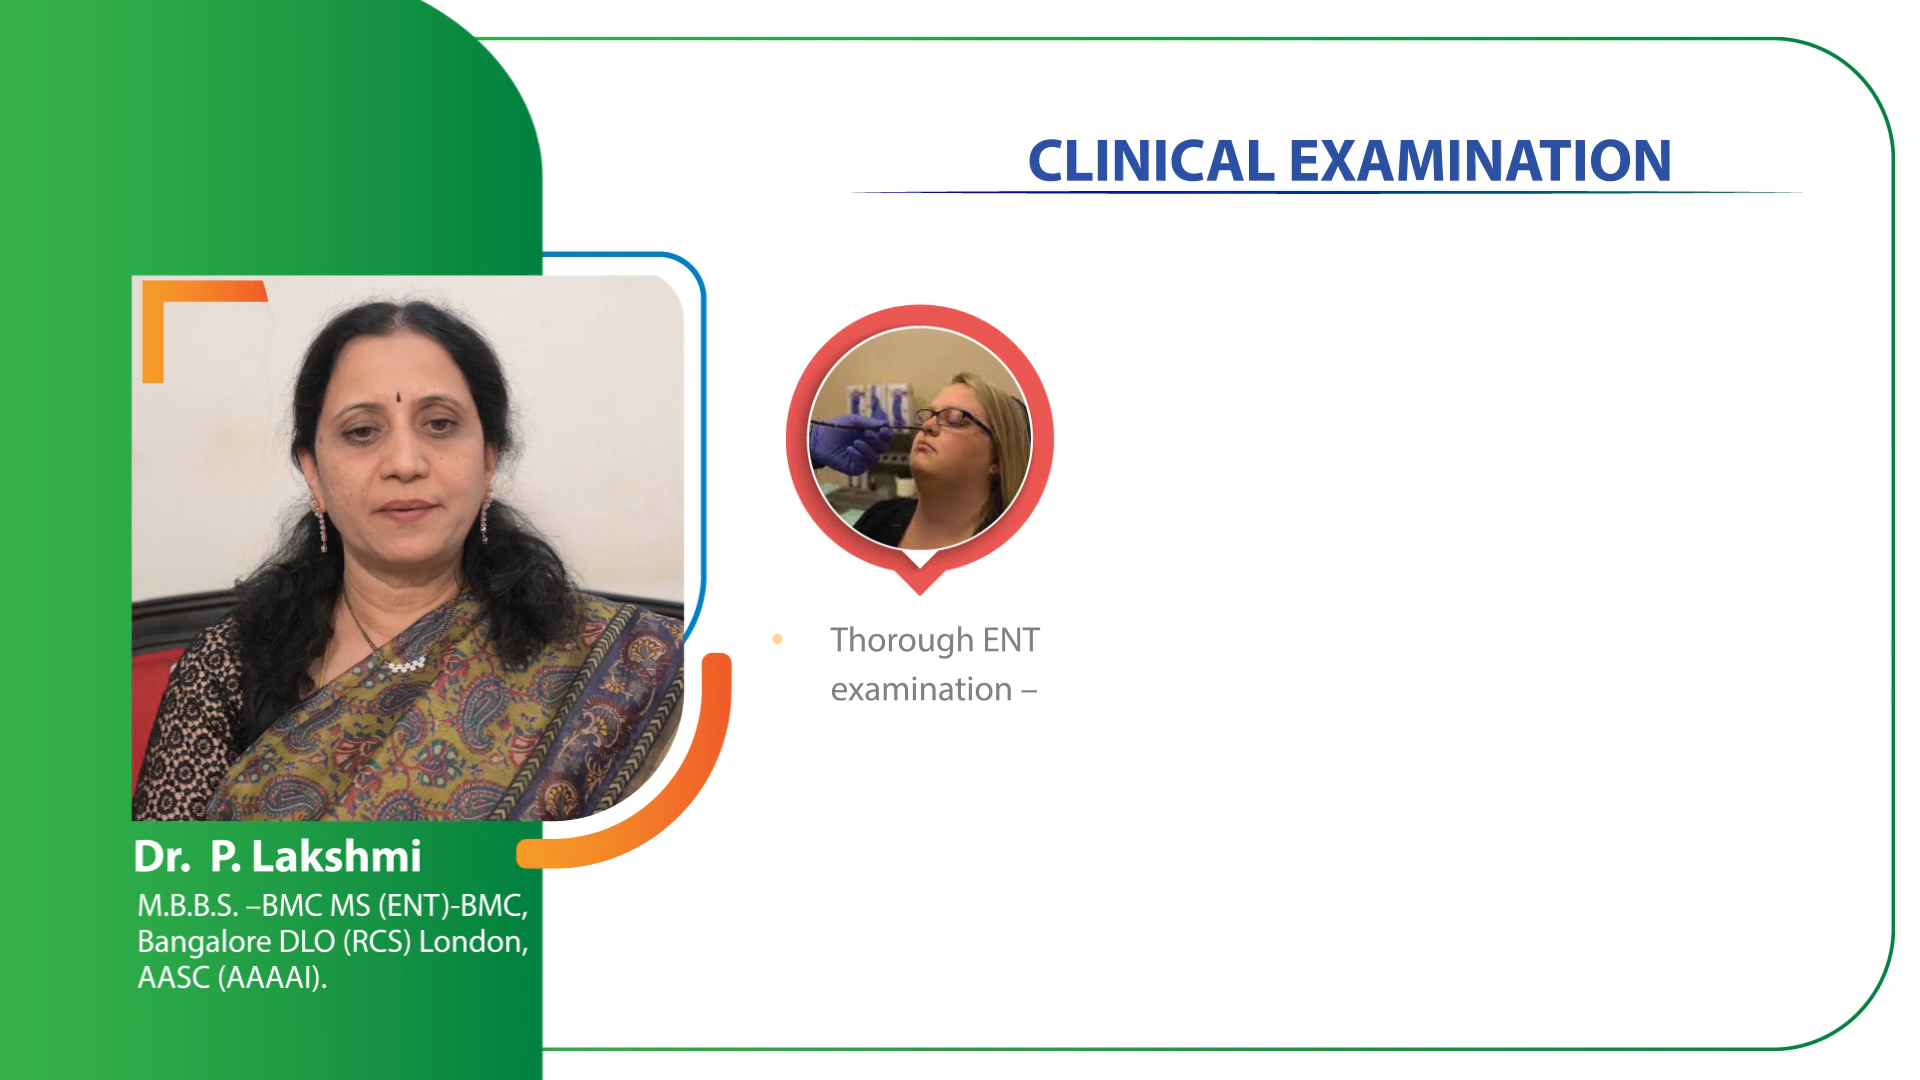 CLINICAL EXAMINATION
• Thorough ENT
examination –
Dr. P. Lakshmi
M.B.B.S. –BMC MS (ENT)-BMC,
Bangalore DLO (RCS) London,
AASC (AAAAI).